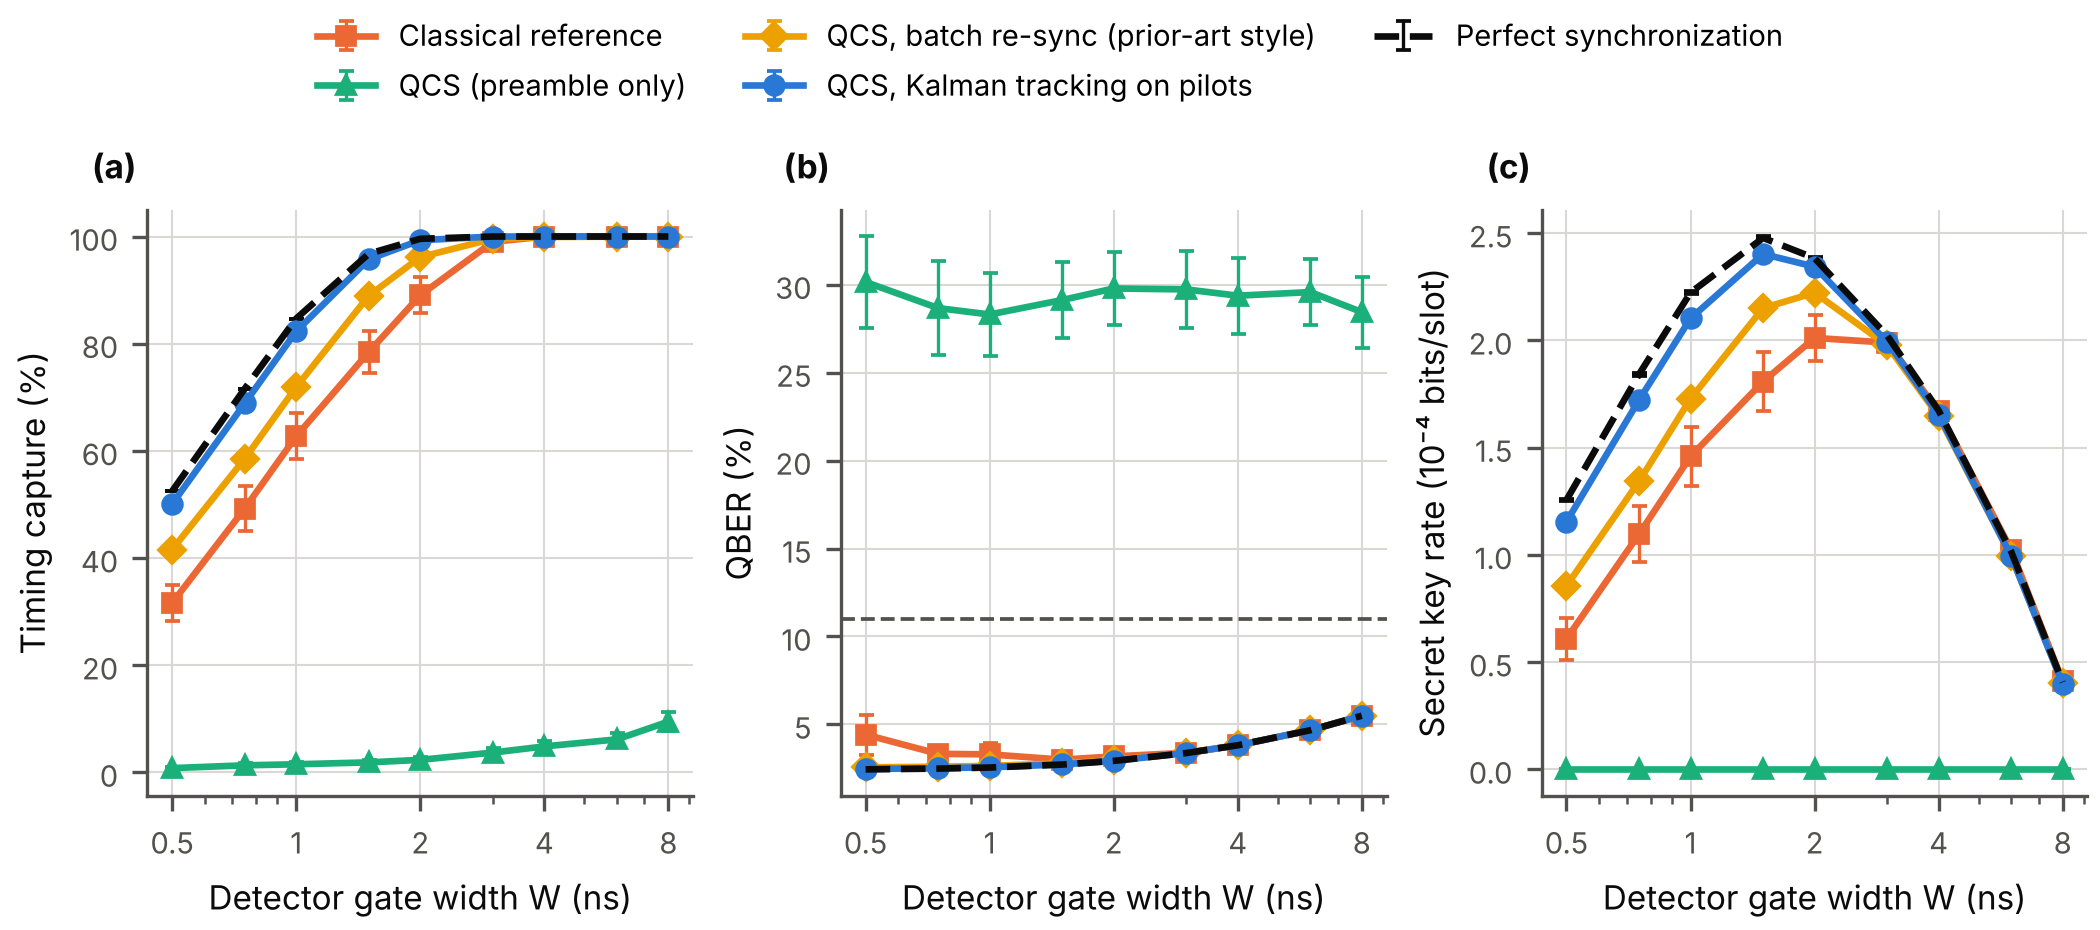 Classical reference
QCS (preamble only)
QCS, batch re-sync (prior-art style)
QCS, Kalman tracking on pilots
Perfect synchronization
(a)
Timing capture (%)
100
80
60
40
20
0
0.5 1 2 4 8
Detector gate width W (ns)
(b)
QBER (%)
30
25
20
15
10
5
0.5 1 2 4 8
Detector gate width W (ns)
(c)
Secret key rate (10⁻⁴ bits/slot)
2.5
2.0
1.5
1.0
0.5
0.0
0.5 1 2 4 8
Detector gate width W (ns)